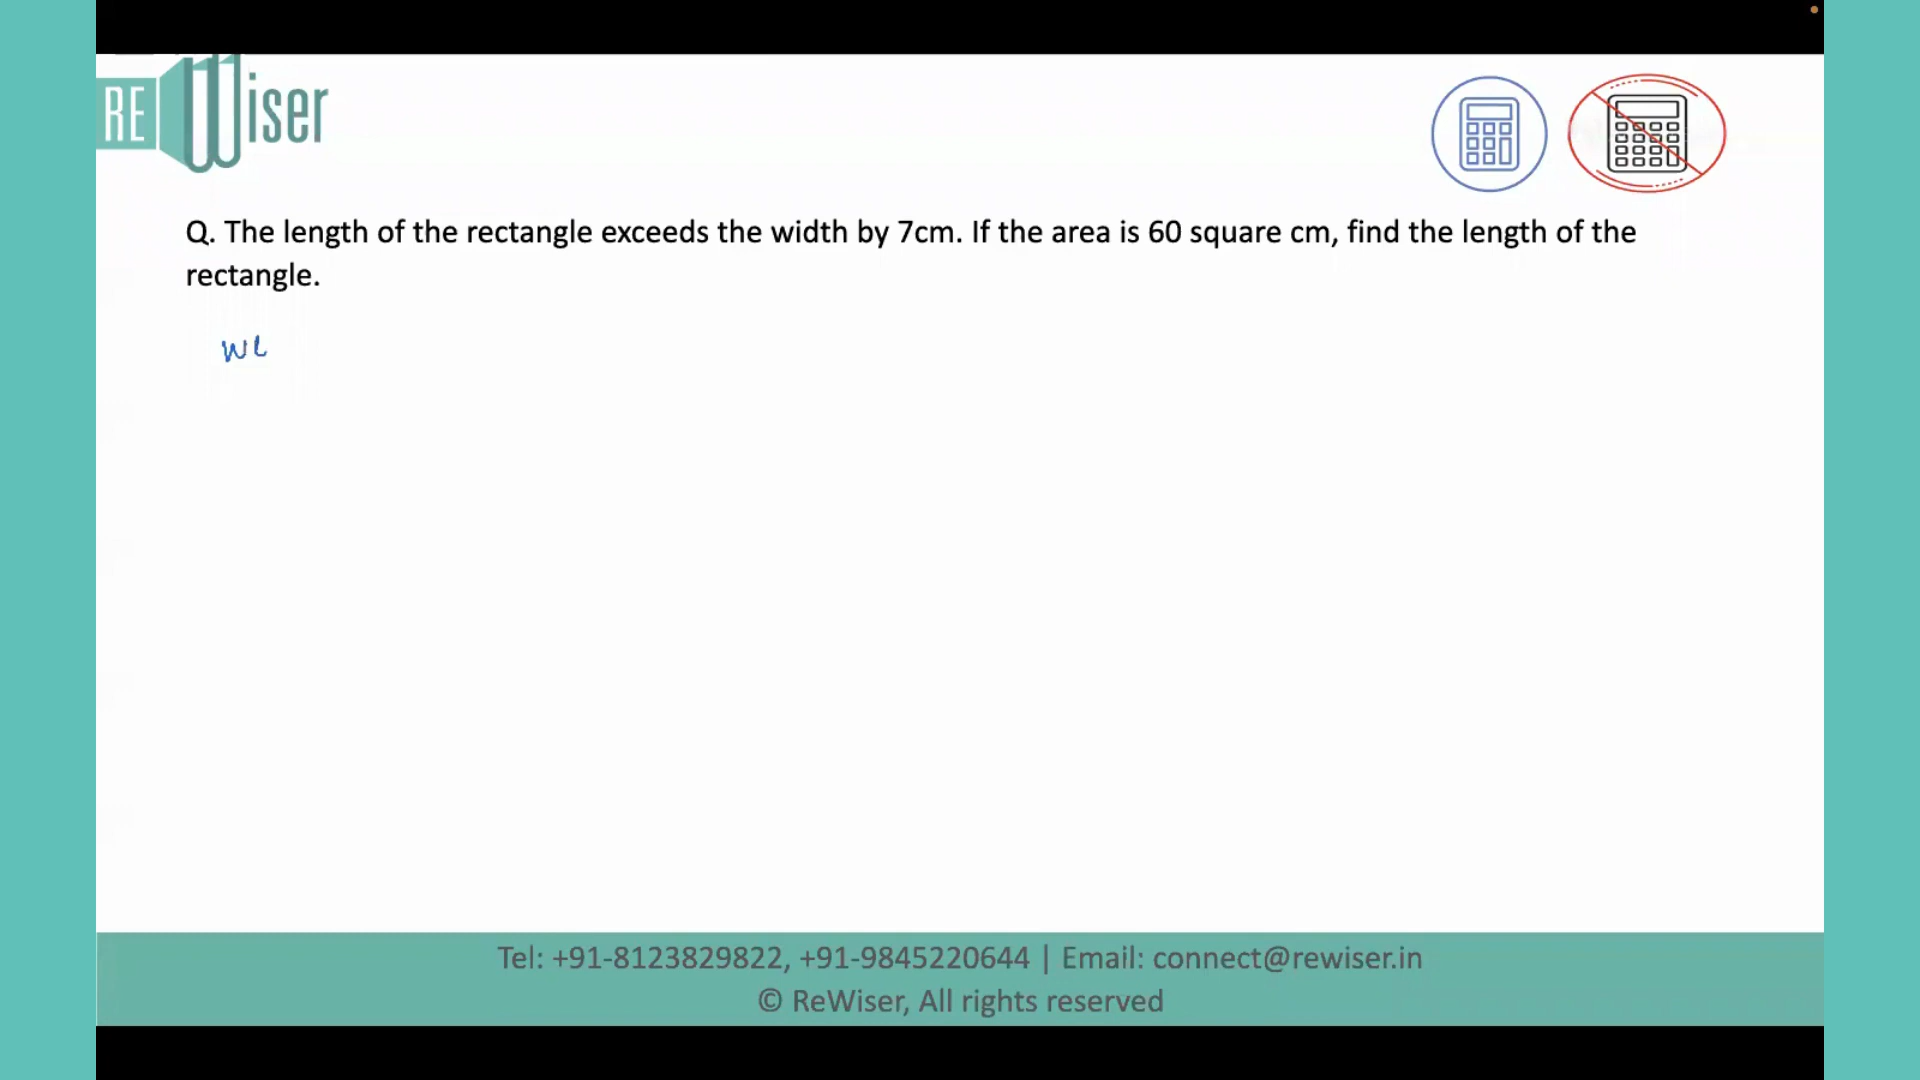 REWiser
Q. The length of the rectangle exceeds the width by 7cm. If the area is 60 square cm, find the length of the
rectangle.
Tel: +91-8123829822, +91-9845220644 | Email: connect@rewiser.in
© ReWiser, All rights reserved